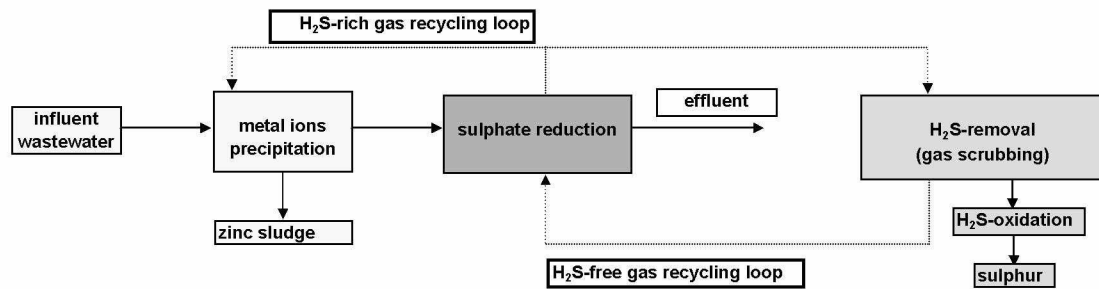 H₂S-rich gas recycling loop
influent
wastewater
metal ions
precipitation
sulphate reduction
effluent
H₂S-removal
(gas scrubbing)
zinc sludge
H₂S-oxidation
H₂S-free gas recycling loop
sulphur